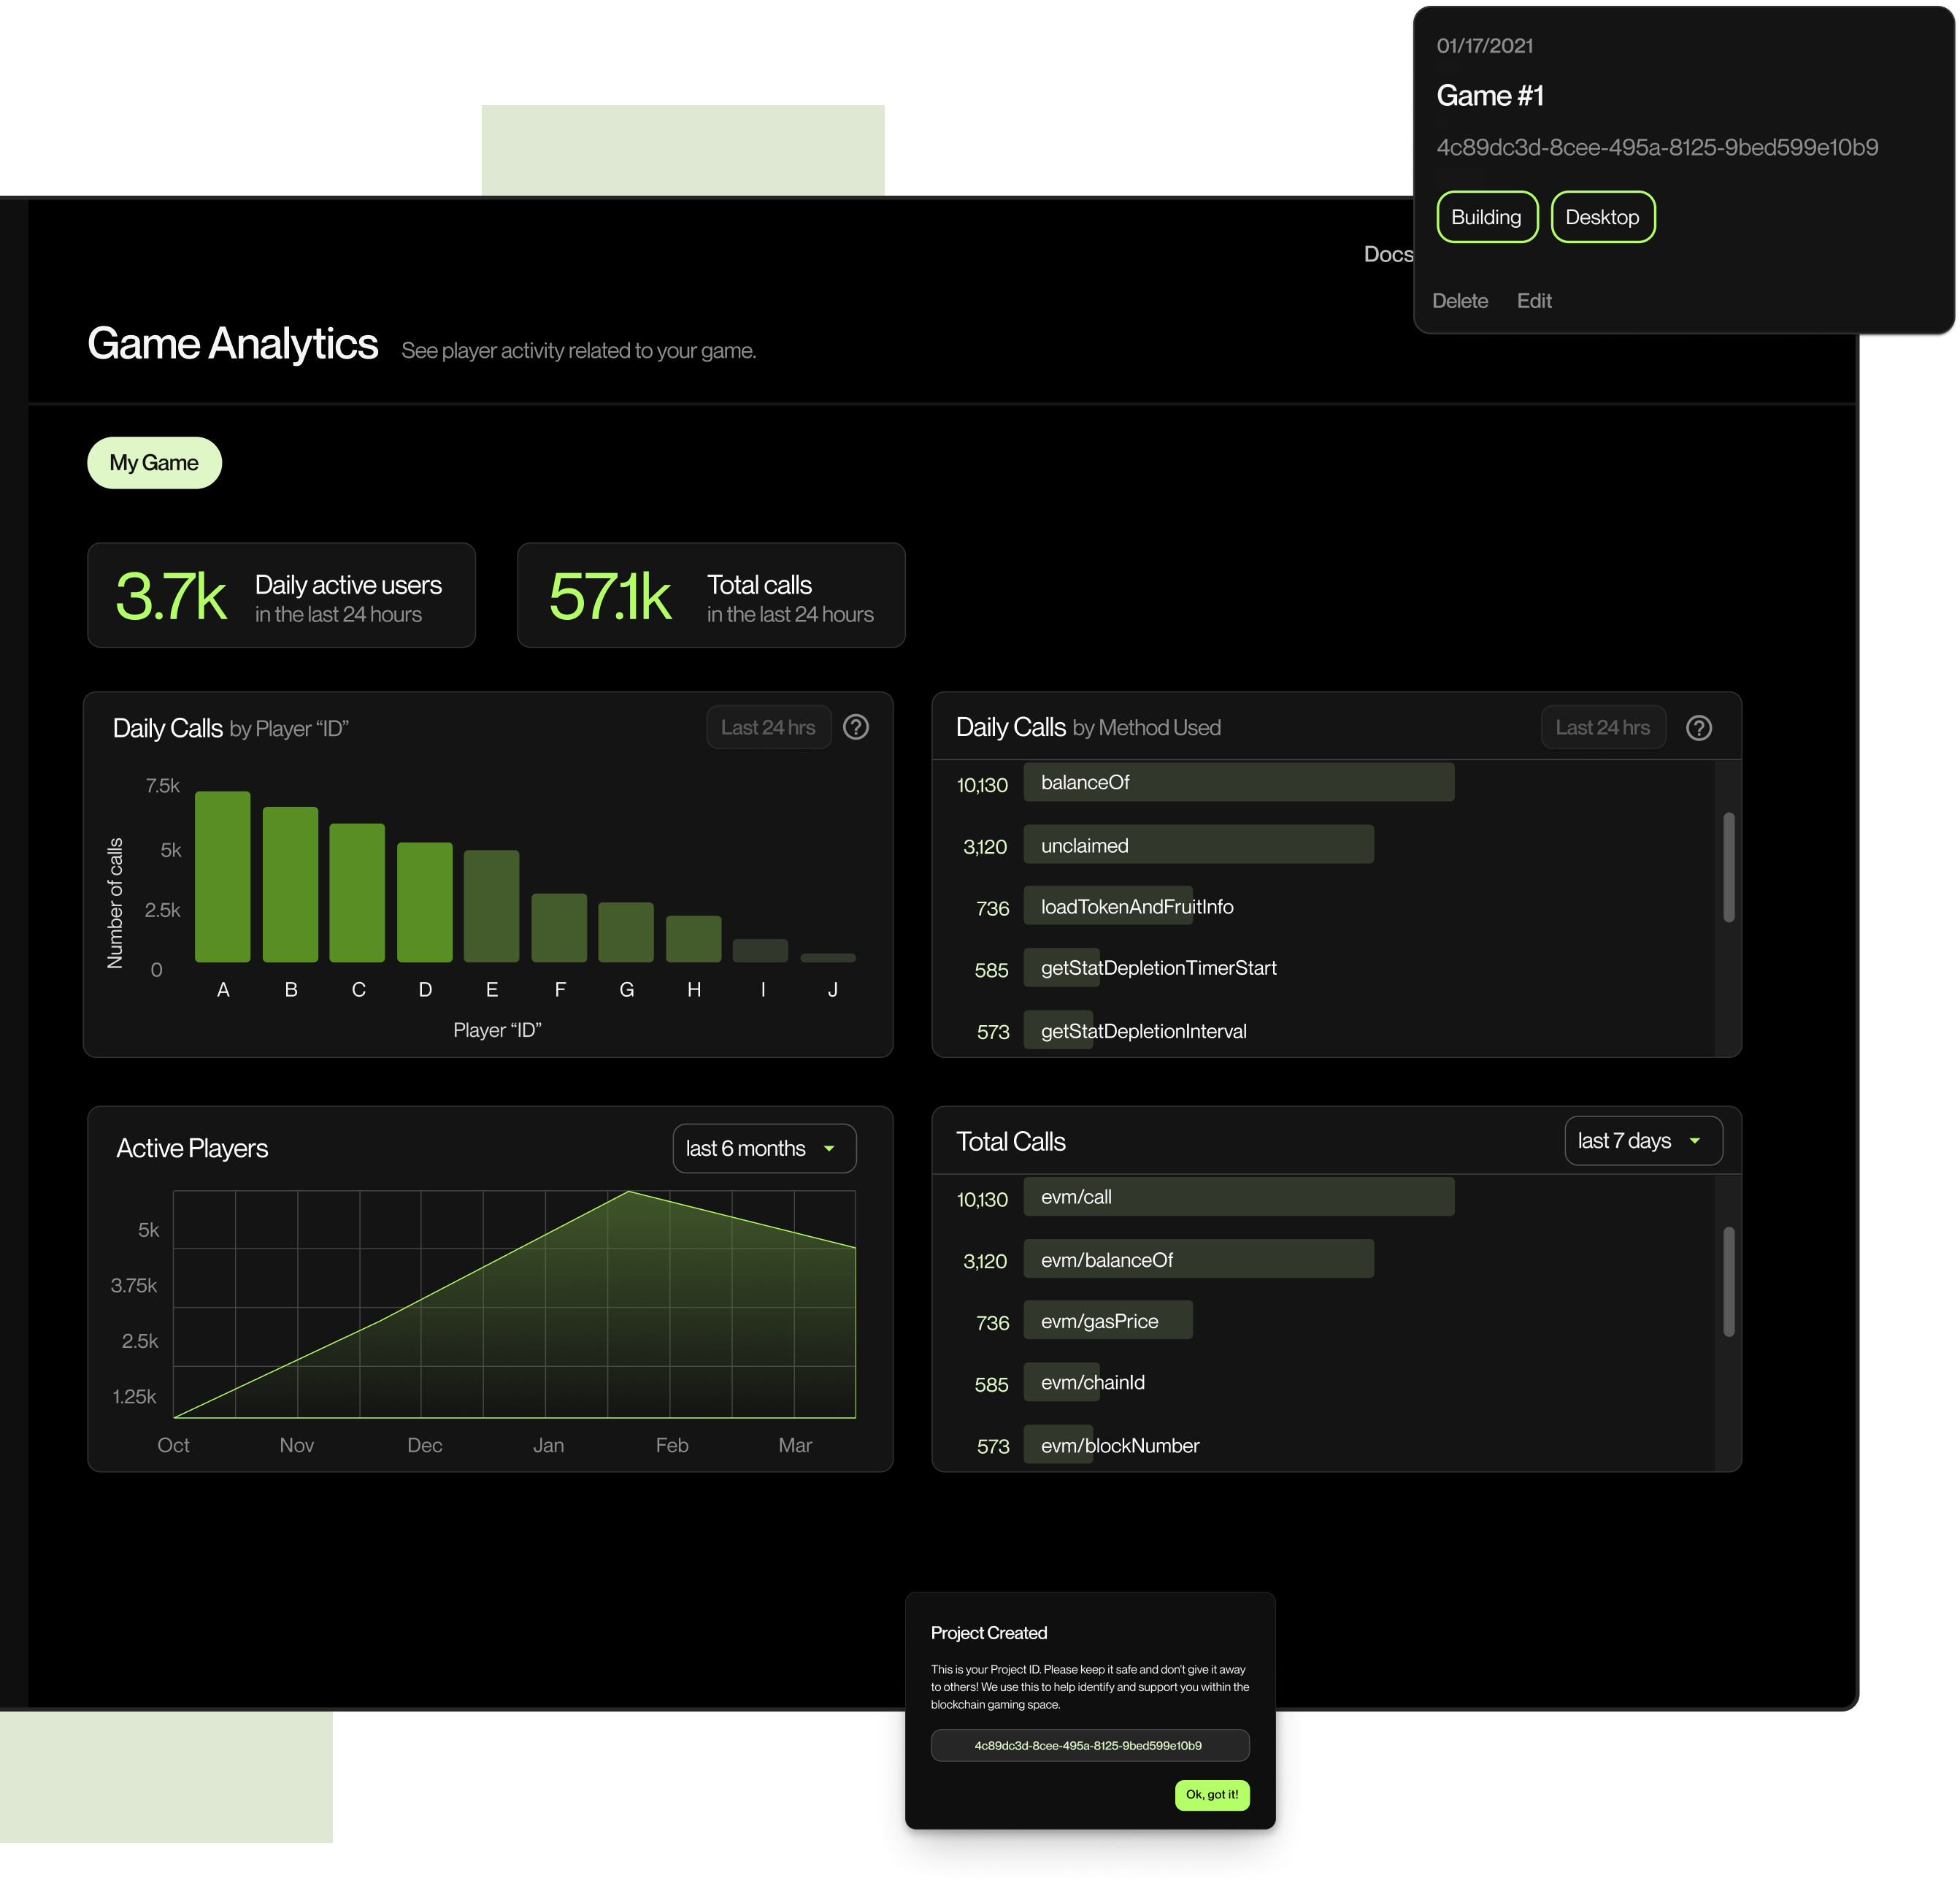 01/17/2021
Game #1
4c89dc3d-8cee-495a-8125-9bed599e10b9
Building Desktop
Delete Edit
Docs
Game Analytics See player activity related to your game.
My Game
3.7k Daily active users
in the last 24 hours
57.1k Total calls
in the last 24 hours
Daily Calls by Player “ID” Last 24 hrs ?
Number of calls
7.5k
5k
2.5k
0
A B C D E F G H I J
Player “ID”
Daily Calls by Method Used Last 24 hrs ?
10,130 balanceOf
3,120 unclaimed
736 loadTokenAndFruitInfo
585 getStatDepletionTimerStart
573 getStatDepletionInterval
Active Players last 6 months
5k
3.75k
2.5k
1.25k
Oct Nov Dec Jan Feb Mar
Total Calls last 7 days
10,130 evm/call
3,120 evm/balanceOf
736 evm/gasPrice
585 evm/chainId
573 evm/blockNumber
Project Created
This is your Project ID. Please keep it safe and don't give it away
to others! We use this to help identify and support you within the
blockchain gaming space.
4c89dc3d-8cee-495a-8125-9bed599e10b9
Ok, got it!